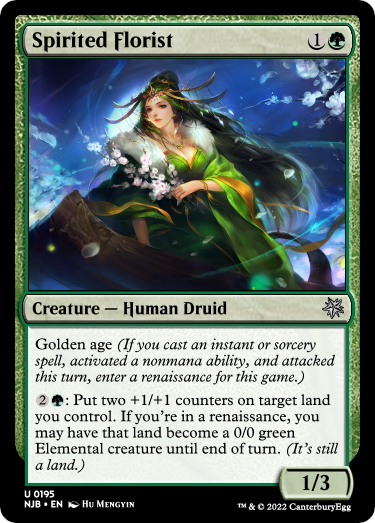 Spirited Florist 1
Creature — Human Druid
Golden age (If you cast an instant or sorcery
spell, activated a nonmana ability, and attacked
this turn, enter a renaissance for this game.)
2 : Put two +1/+1 counters on target land
you control. If you're in a renaissance, you
may have that land become a 0/0 green
Elemental creature until end of turn. (It's still
a land.)
1/3
U 0195
NJB • EN Hu Mengyin
™ & © 2022 CanterburyEgg